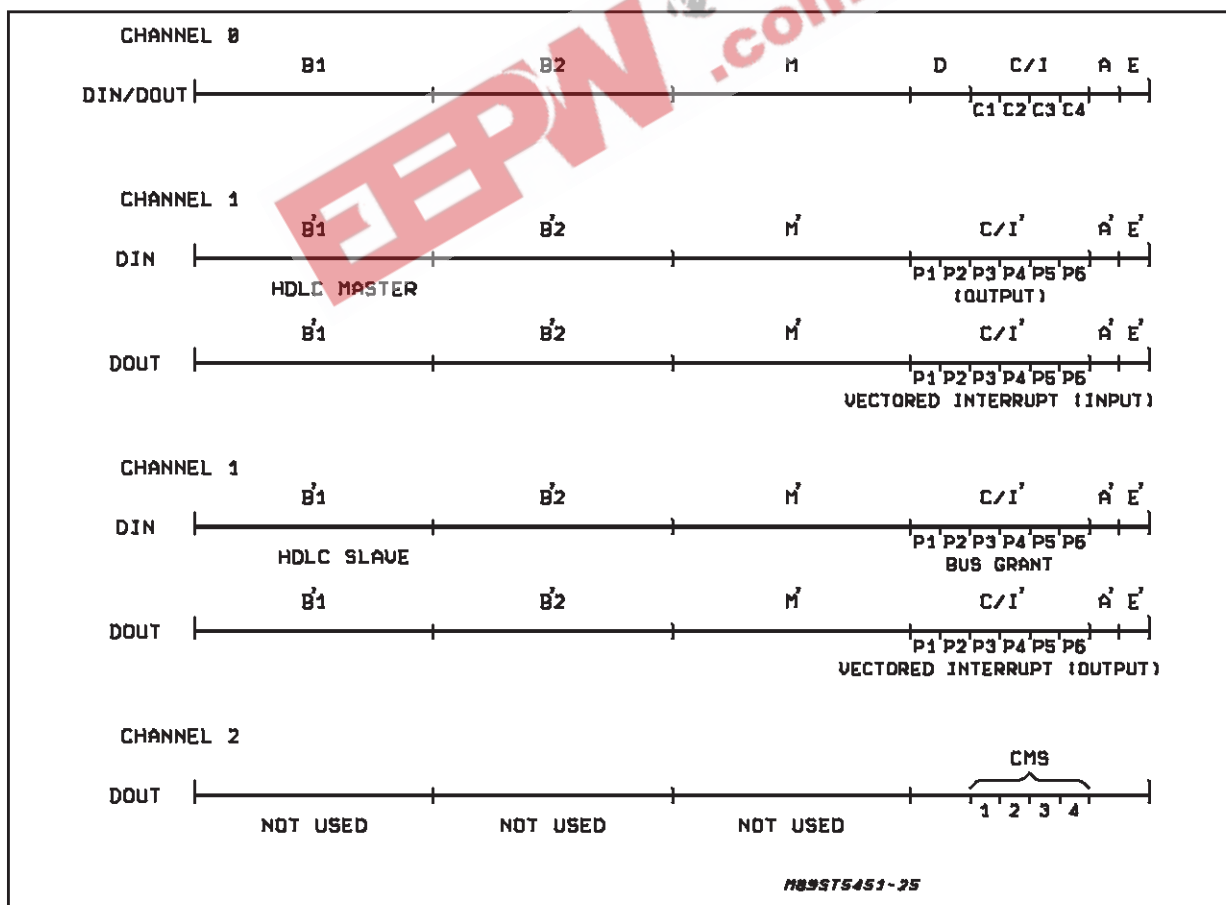 CHANNEL 0
B1 B2 M D C/I A E
DIN/DOUT
C1 C2 C3 C4
CHANNEL 1
B'1 B'2 M' C/I' A' E'
DIN
P1 P2 P3 P4 P5 P6
HDLC MASTER (OUTPUT)
B'1 B'2 M' C/I' A' E'
DOUT
P1 P2 P3 P4 P5 P6
VECTORED INTERRUPT (INPUT)
CHANNEL 1
B'1 B'2 M' C/I' A' E'
DIN
P1 P2 P3 P4 P5 P6
HDLC SLAVE BUS GRANT
B'1 B'2 M' C/I' A' E'
DOUT
P1 P2 P3 P4 P5 P6
VECTORED INTERRUPT (OUTPUT)
CHANNEL 2
CMS
DOUT
1 2 3 4
NOT USED NOT USED NOT USED
M89ST5451-25
EEPW .com